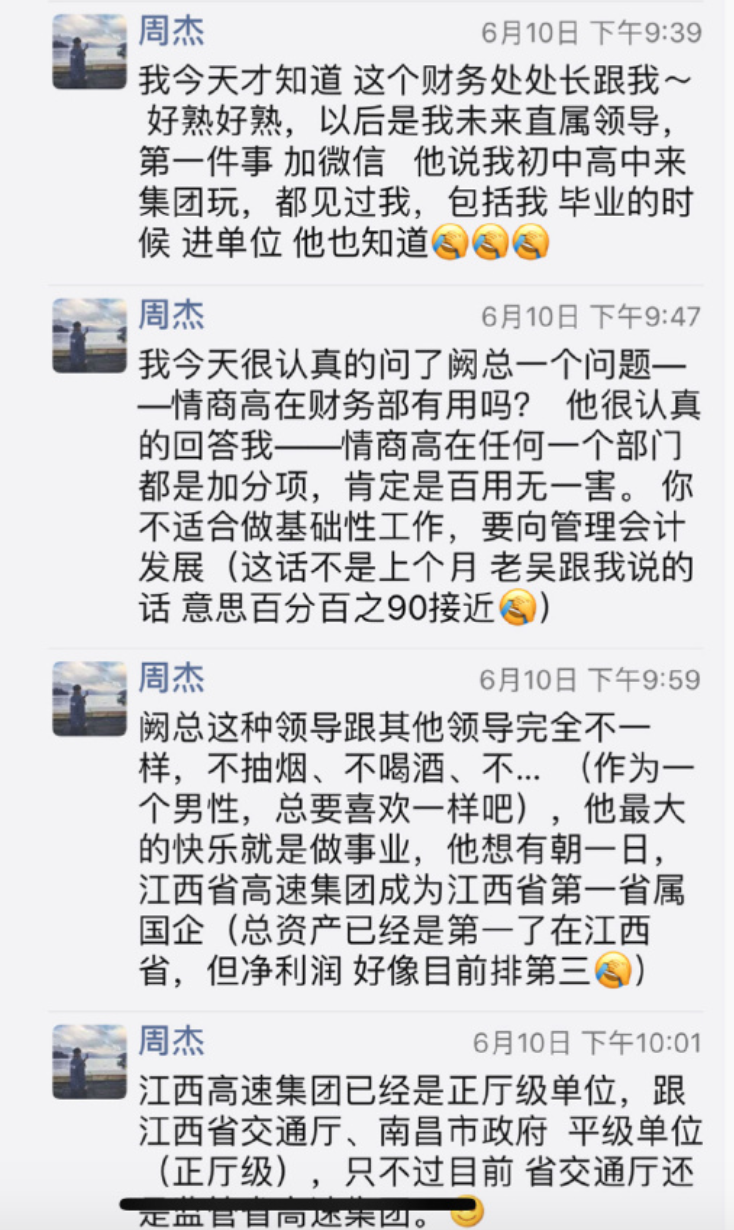 周杰 6月10日 下午9:39
我今天才知道 这个财务处处长跟我～
好熟好熟，以后是我未来直属领导，
第一件事 加微信 他说我初中高中来
集团玩，都见过我，包括我 毕业的时
候 进单位 他也知道🤦🤦🤦
周杰 6月10日 下午9:47
我今天很认真的问了阙总一个问题—
—情商高在财务部有用吗？ 他很认真
的回答我——情商高在任何一个部门
都是加分项，肯定是百用无一害。你
不适合做基础性工作，要向管理会计
发展（这话不是上个月 老吴跟我说的
话 意思百分百之90接近🤦）
周杰 6月10日 下午9:59
阙总这种领导跟其他领导完全不一
样，不抽烟、不喝酒、不...（作为一
个男性，总要喜欢一样吧），他最大
的快乐就是做事业，他想有朝一日，
江西省高速集团成为江西省第一省属
国企（总资产已经是第一了在江西
省，但净利润 好像目前排第三🤦）
周杰 6月10日 下午10:01
江西高速集团已经是正厅级单位，跟
江西省交通厅、南昌市政府 平级单位
（正厅级），只不过目前 省交通厅还
是监管省高速集团。😊